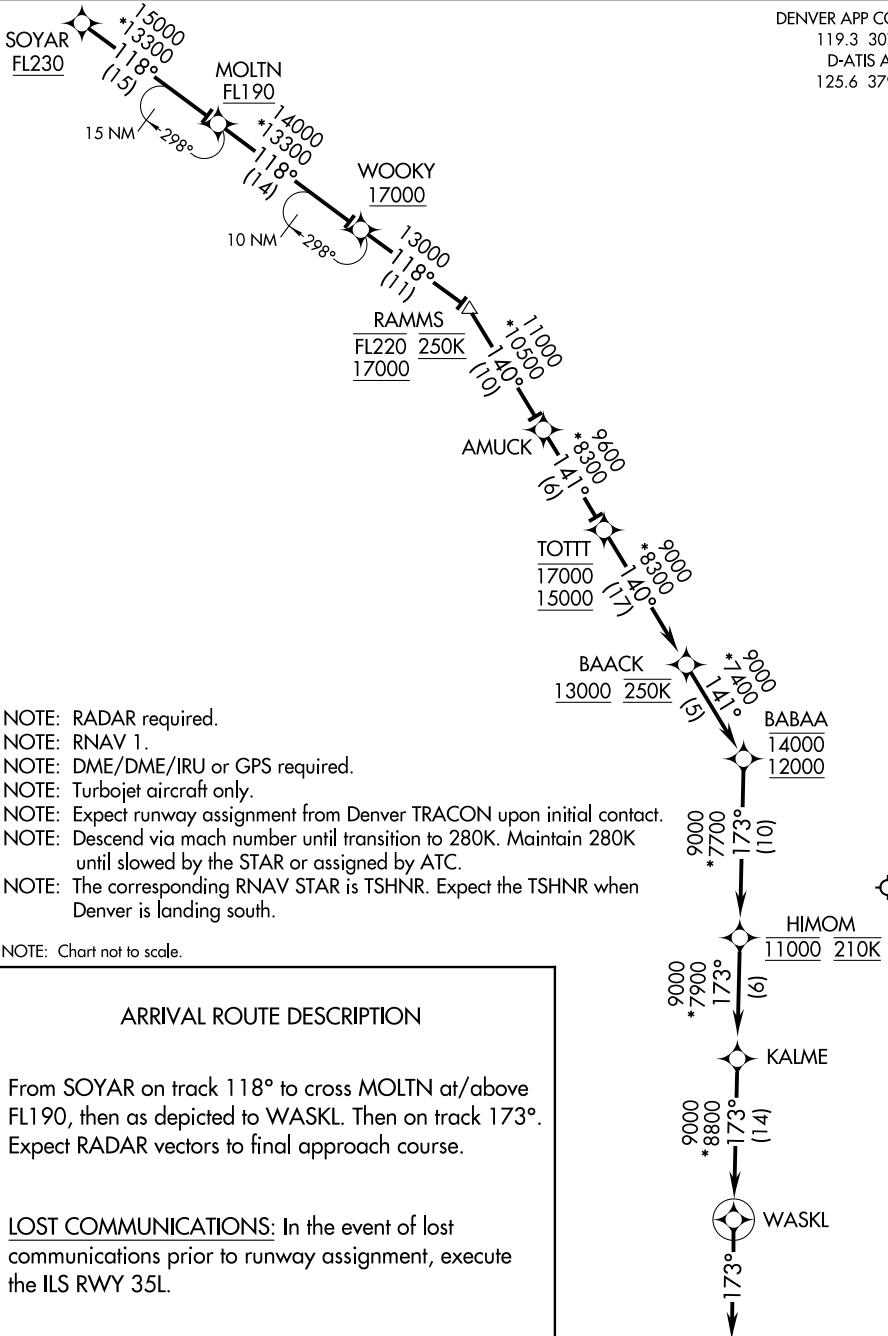 DENVER APP CO
119.3 30
D-ATIS A
125.6 37
SOYAR
FL230
15000
*13300
118°
(15)
15 NM
298°
MOLTN
FL190
14000
*13300
118°
(14)
10 NM
298°
WOOKY
17000
13000
118°
(11)
RAMMS
FL220 250K
17000
11000
*10500
140°
(10)
AMUCK
9600
*8300
141°
(6)
TOTTT
17000
15000
9000
*8300
140°
(17)
BAACK
13000 250K
9000
*7400
141°
(5)
BABAA
14000
12000
9000
*7700
173°
(10)
HIMOM
11000 210K
9000
*7900
173°
(6)
KALME
9000
*8800
173°
(14)
WASKL
173°
NOTE: RADAR required.
NOTE: RNAV 1.
NOTE: DME/DME/IRU or GPS required.
NOTE: Turbojet aircraft only.
NOTE: Expect runway assignment from Denver TRACON upon initial contact.
NOTE: Descend via mach number until transition to 280K. Maintain 280K
until slowed by the STAR or assigned by ATC.
NOTE: The corresponding RNAV STAR is TSHNR. Expect the TSHNR when
Denver is landing south.
NOTE: Chart not to scale.
ARRIVAL ROUTE DESCRIPTION
From SOYAR on track 118° to cross MOLTN at/above
FL190, then as depicted to WASKL. Then on track 173°.
Expect RADAR vectors to final approach course.
LOST COMMUNICATIONS: In the event of lost
communications prior to runway assignment, execute
the ILS RWY 35L.